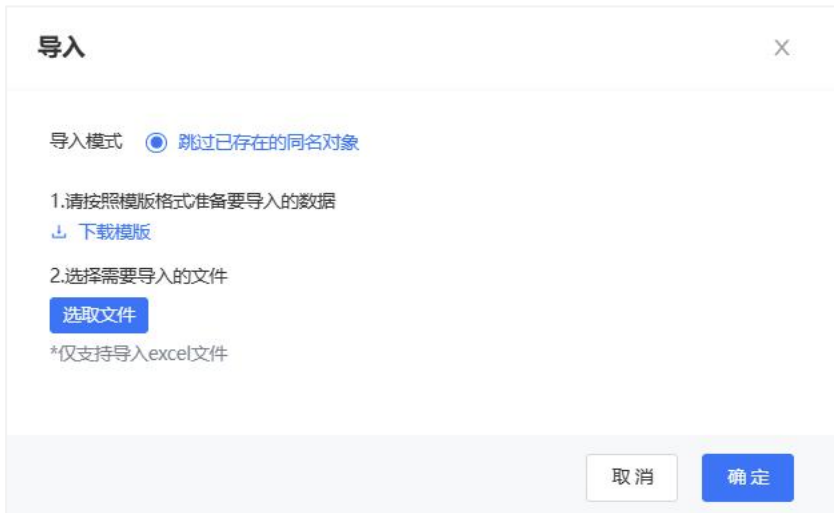 导入
导入模式 跳过已存在的同名对象
1.请按照模版格式准备要导入的数据
下载模版
2.选择需要导入的文件
选取文件
*仅支持导入excel文件
取消 确定